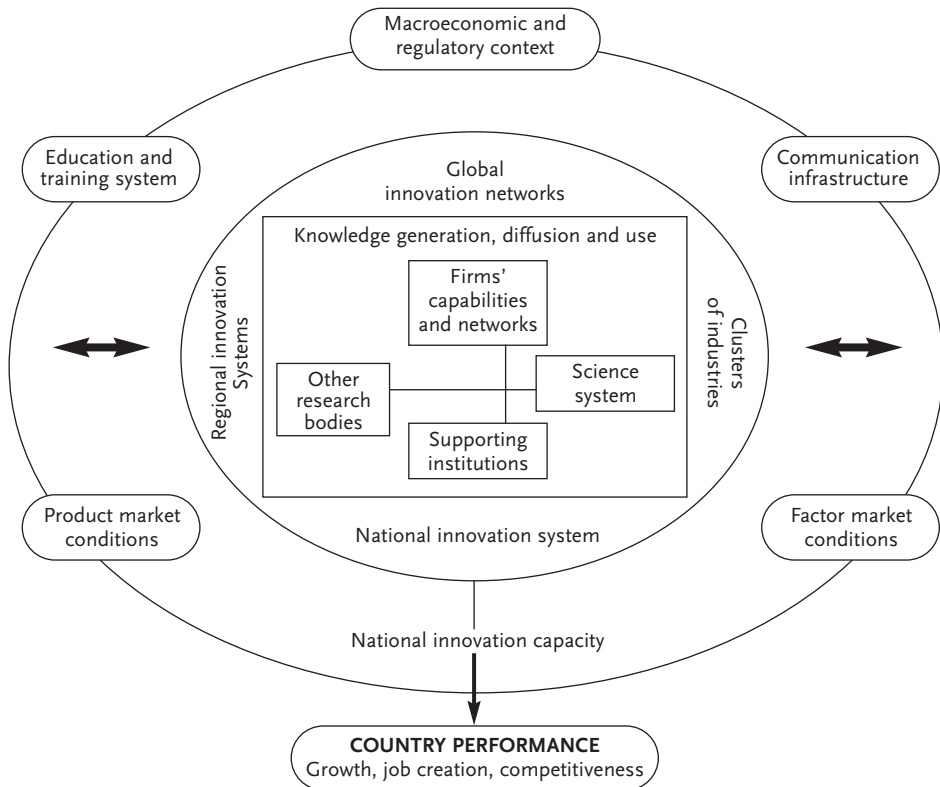 Macroeconomic and
regulatory context
Education and
training system
Communication
infrastructure
Global
innovation networks
Knowledge generation, diffusion and use
Firms'
capabilities
and networks
Regional innovation
Systems
Clusters
of industries
Other
research
bodies
Science
system
Supporting
institutions
Product market
conditions
Factor market
conditions
National innovation system
National innovation capacity
COUNTRY PERFORMANCE
Growth, job creation, competitiveness